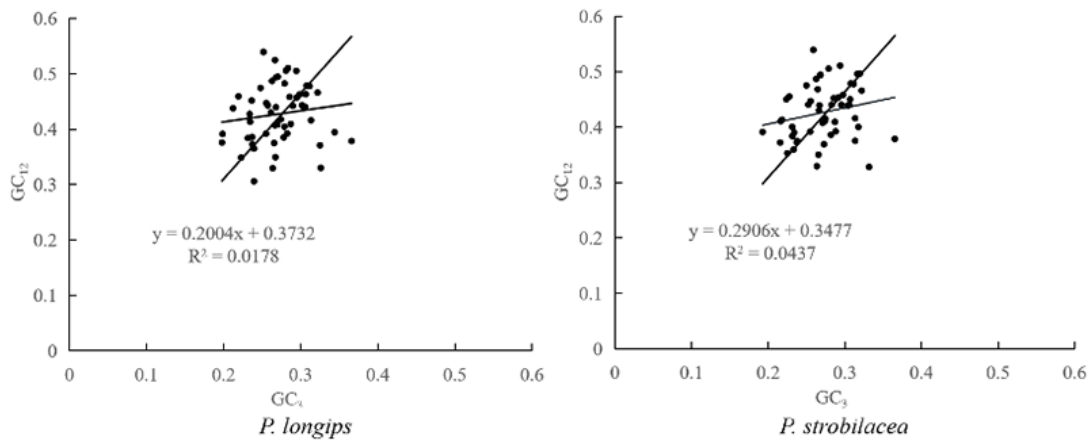 0.6
0.5
0.4
0.3
0.2
0.1
0
GC₁₂
y = 0.2004x + 0.3732
R² = 0.0178
0 0.1 0.2 0.3 0.4 0.5 0.6
GC₃
P. longips
0.6
0.5
0.4
0.3
0.2
0.1
0
GC₁₂
y = 0.2906x + 0.3477
R² = 0.0437
0 0.1 0.2 0.3 0.4 0.5 0.6
GC₃
P. strobilacea